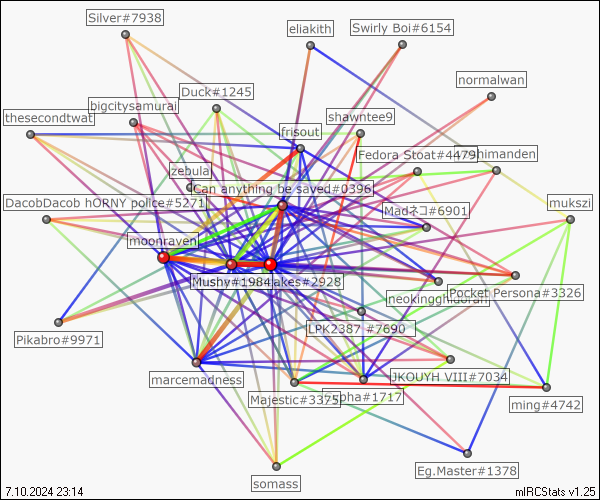 Silver#7938
eliakith
Swirly Boi#6154
normalwan
Duck#1245
bigcitysamurai
thesecondtwat
shawntee9
frisout
Fedora Stoat#4479
himanden
zebula
Can anything be saved#0396
DacobDacob hORNY police#5271
Madネコ#6901
mukszi
moonraven
Mushy#1984
akes#2928
neokingghidorah
Pocket Persona#3326
LPK2387 #7690
Pikabro#9971
marcemadness
JKOUYH VIII#7034
Majestic#3375
pha#1717
ming#4742
Eg.Master#1378
somass
7.10.2024 23:14
mIRCStats v1.25